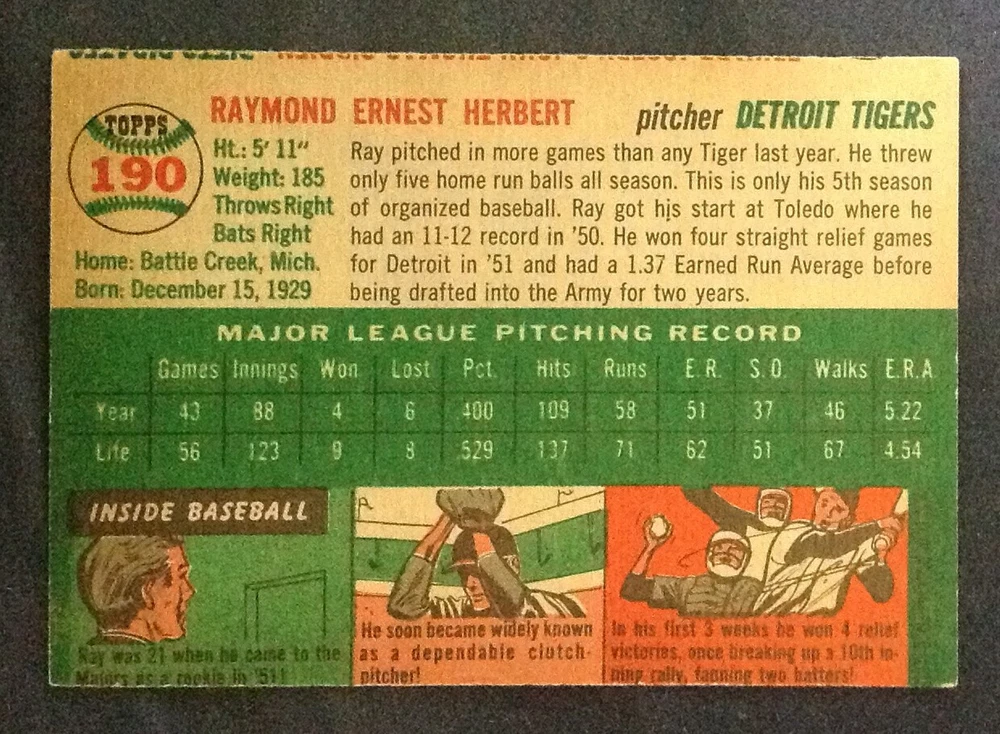 RAYMOND ERNEST HERBERT pitcher DETROIT TIGERS
TOPPS
190
Ht.: 5' 11"
Weight: 185
Throws Right
Bats Right
Home: Battle Creek, Mich.
Born: December 15, 1929
Ray pitched in more games than any Tiger last year. He threw
only five home run balls all season. This is only his 5th season
of organized baseball. Ray got his start at Toledo where he
had an 11-12 record in '50. He won four straight relief games
for Detroit in '51 and had a 1.37 Earned Run Average before
being drafted into the Army for two years.
MAJOR LEAGUE PITCHING RECORD
Games Innings Won Lost Pct. Hits Runs E.R. S.O. Walks E.R.A
Year 43 88 4 6 400 109 58 51 37 46 5.22
Life 56 123 9 8 529 137 71 62 51 67 4.54
INSIDE BASEBALL
Ray was 21 when he came to the
Majors as a rookie in '51!
He soon became widely known
as a dependable clutch-
pitcher!
In his first 3 weeks he won 4 relief
victories, once breaking up a 10th in-
ning rally, fanning two batters!